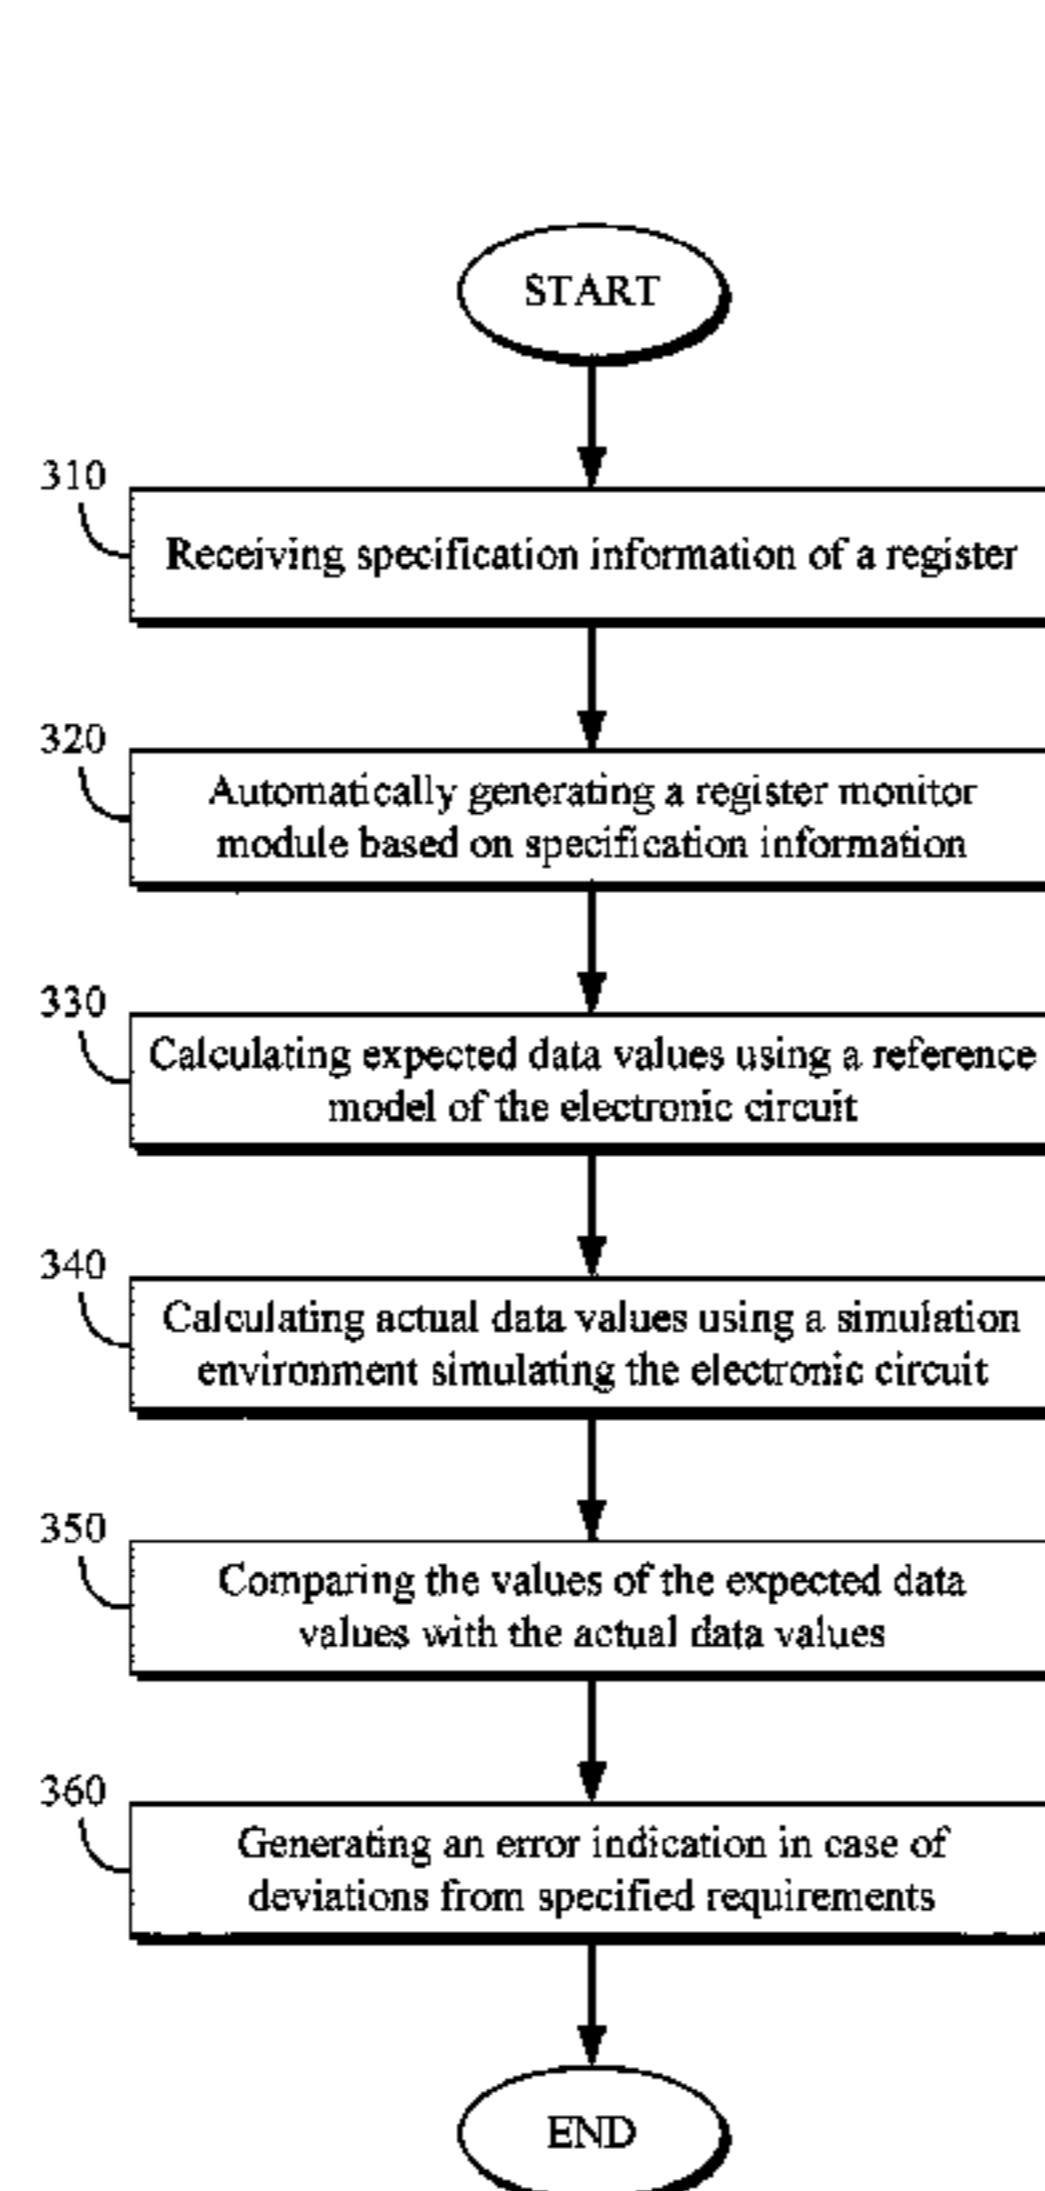 START
310
Receiving specification information of a register
320
Automatically generating a register monitor
module based on specification information
330
Calculating expected data values using a reference
model of the electronic circuit
340
Calculating actual data values using a simulation
environment simulating the electronic circuit
350
Comparing the values of the expected data
values with the actual data values
360
Generating an error indication in case of
deviations from specified requirements
END